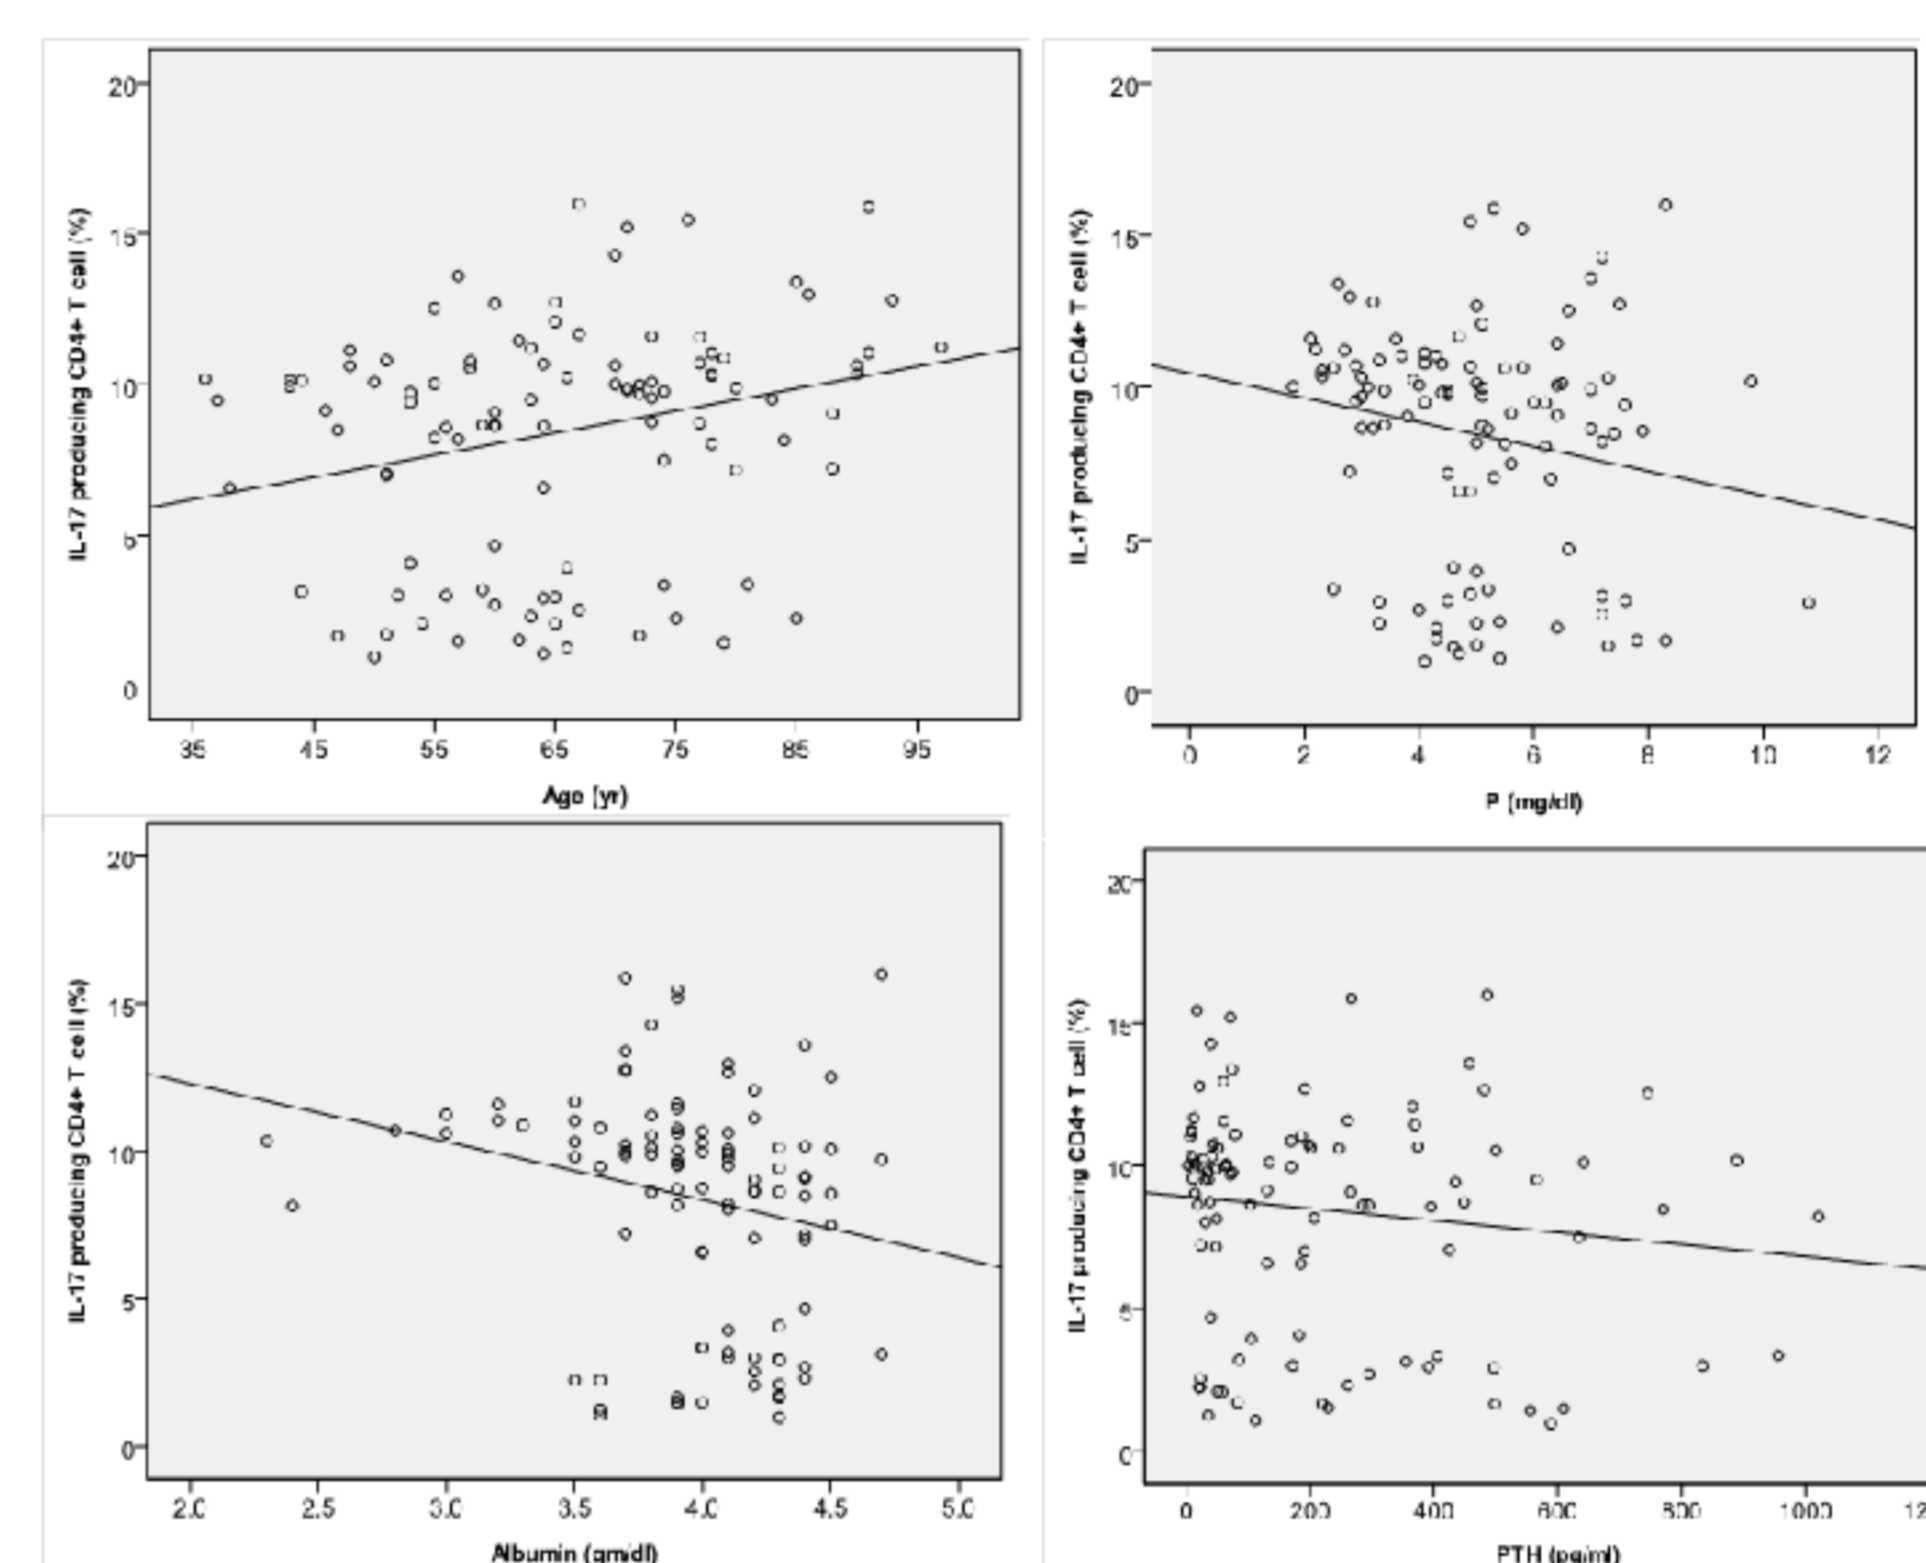 20
15
10
5
0
IL-17 producing CD4+ T cell (%)
35 45 55 65 75 85 95
Age (yr)
20
15
10
5
0
IL-17 producing CD4+ T cell (%)
0 2 4 6 8 10 12
P (mg/dl)
20
15
10
5
0
IL-17 producing CD4+ T cell (%)
2.0 2.5 3.0 3.5 4.0 4.5 5.0
Albumin (gm/dl)
20
15
10
5
0
IL-17 producing CD4+ T cell (%)
0 200 400 600 800 1000 12
PTH (pg/ml)